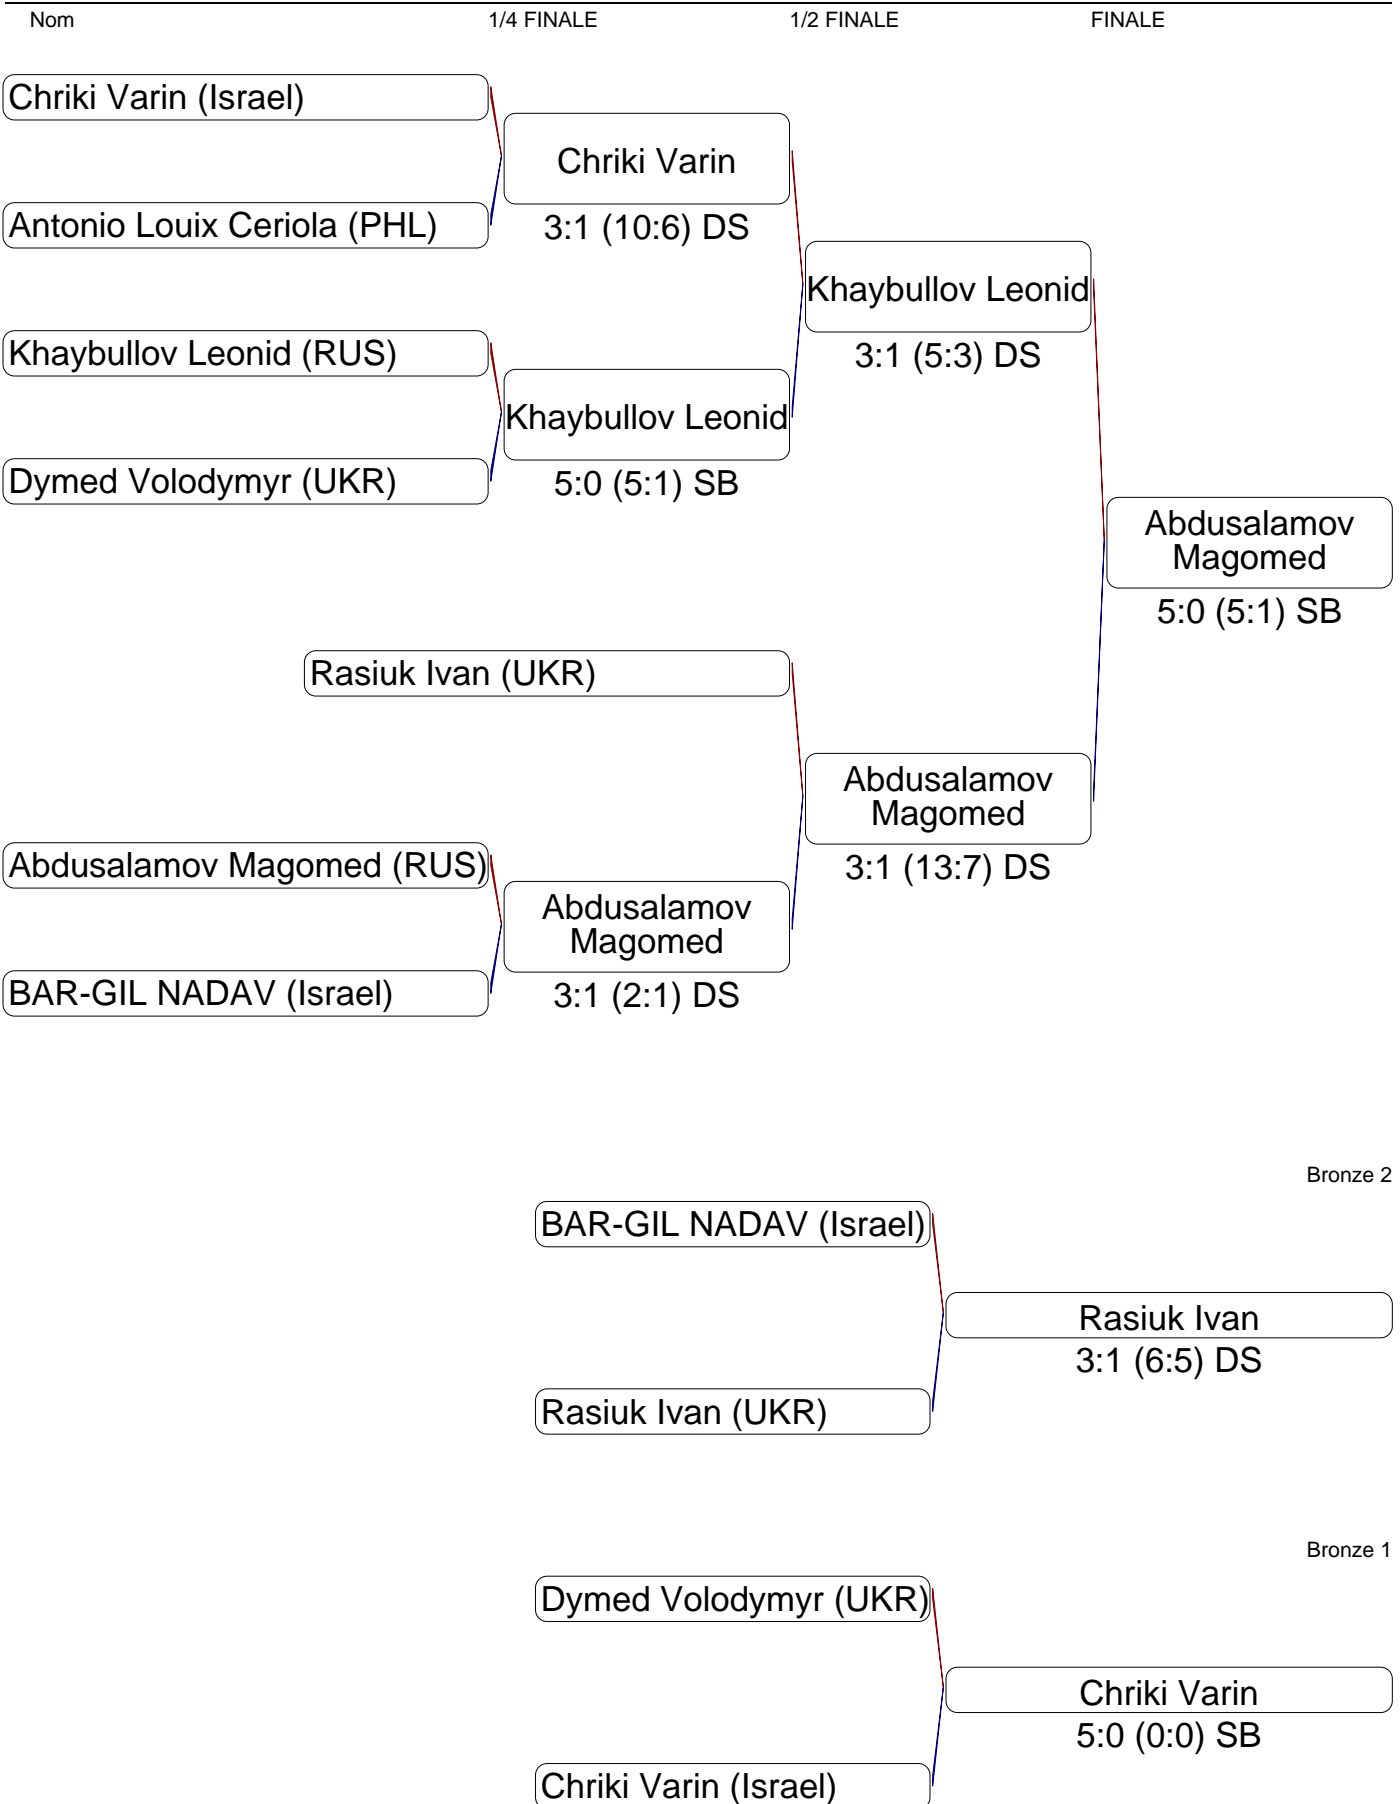 Nom 1/4 FINALE 1/2 FINALE FINALE
Chriki Varin (Israel)
Chriki Varin
Antonio Louix Ceriola (PHL)
3:1 (10:6) DS
Khaybullov Leonid
Khaybullov Leonid (RUS)
3:1 (5:3) DS
Khaybullov Leonid
Dymed Volodymyr (UKR)
5:0 (5:1) SB
Abdusalamov
Magomed
5:0 (5:1) SB
Rasiuk Ivan (UKR)
Abdusalamov
Magomed
Abdusalamov Magomed (RUS)
3:1 (13:7) DS
Abdusalamov
Magomed
BAR-GIL NADAV (Israel)
3:1 (2:1) DS
Bronze 2
BAR-GIL NADAV (Israel)
Rasiuk Ivan
3:1 (6:5) DS
Rasiuk Ivan (UKR)
Bronze 1
Dymed Volodymyr (UKR)
Chriki Varin
5:0 (0:0) SB
Chriki Varin (Israel)